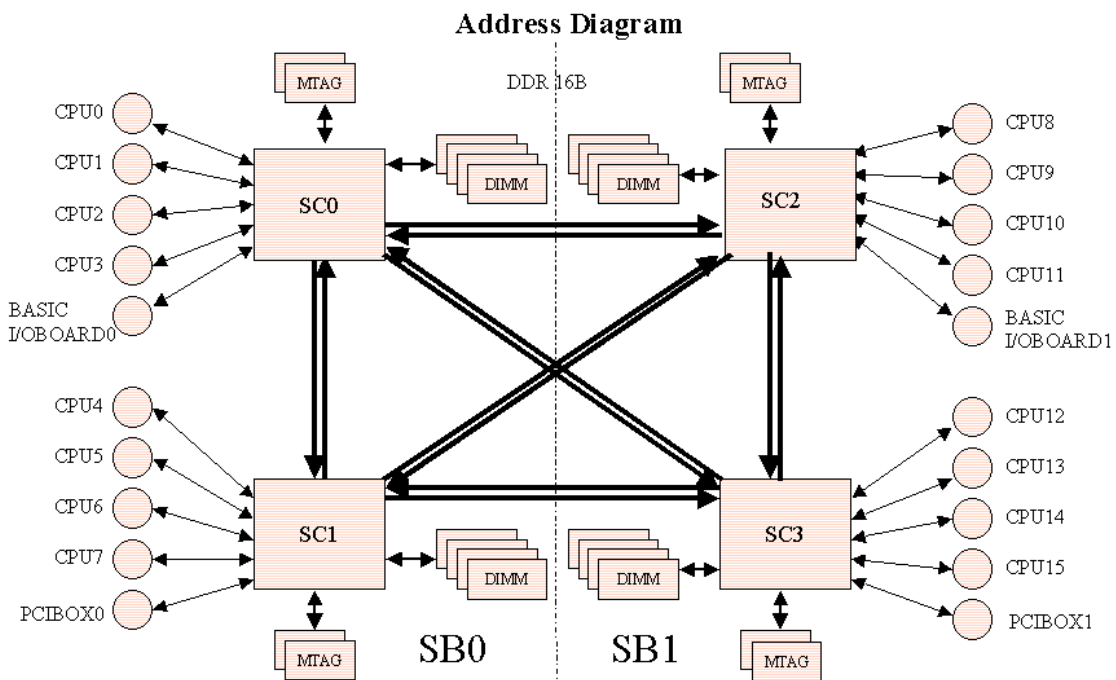 Address Diagram
MTAG
DDR 16B
MTAG
CPU0
CPU1
CPU2
CPU3
BASIC
I/OBOARD0
SC0
DIMM
DIMM
SC2
CPU8
CPU9
CPU10
CPU11
BASIC
I/OBOARD1
CPU4
CPU5
CPU6
CPU7
PCIBOX0
SC1
DIMM
DIMM
SC3
CPU12
CPU13
CPU14
CPU15
PCIBOX1
MTAG
SB0
SB1
MTAG